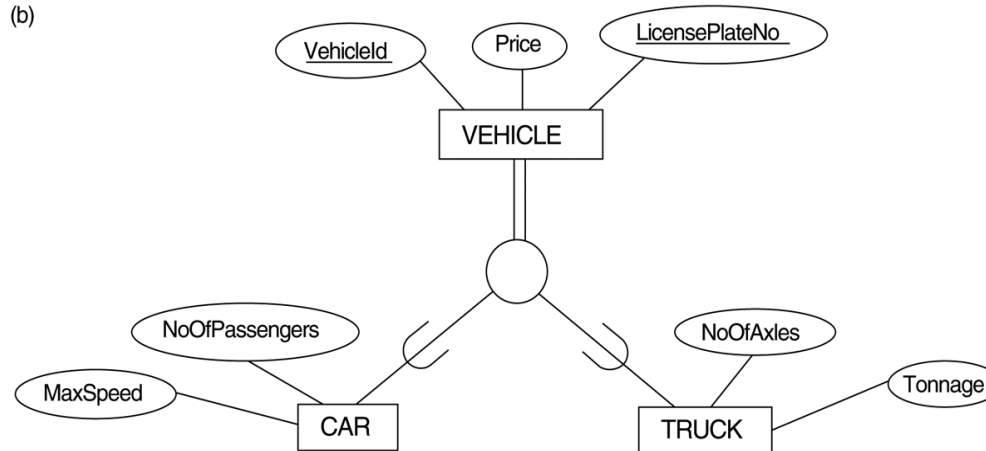 (b)
VehicleId
Price
LicensePlateNo
VEHICLE
NoOfPassengers
MaxSpeed
CAR
NoOfAxles
Tonnage
TRUCK